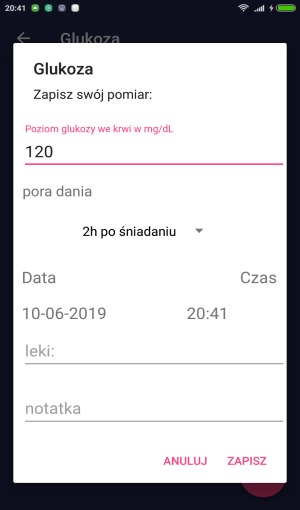 20:41
Glukoza
Glukoza
Zapisz swój pomiar:
Poziom glukozy we krwi w mg/dL
120
pora dania
2h po śniadaniu
Data Czas
10-06-2019 20:41
leki:
notatka
ANULUJ ZAPISZ